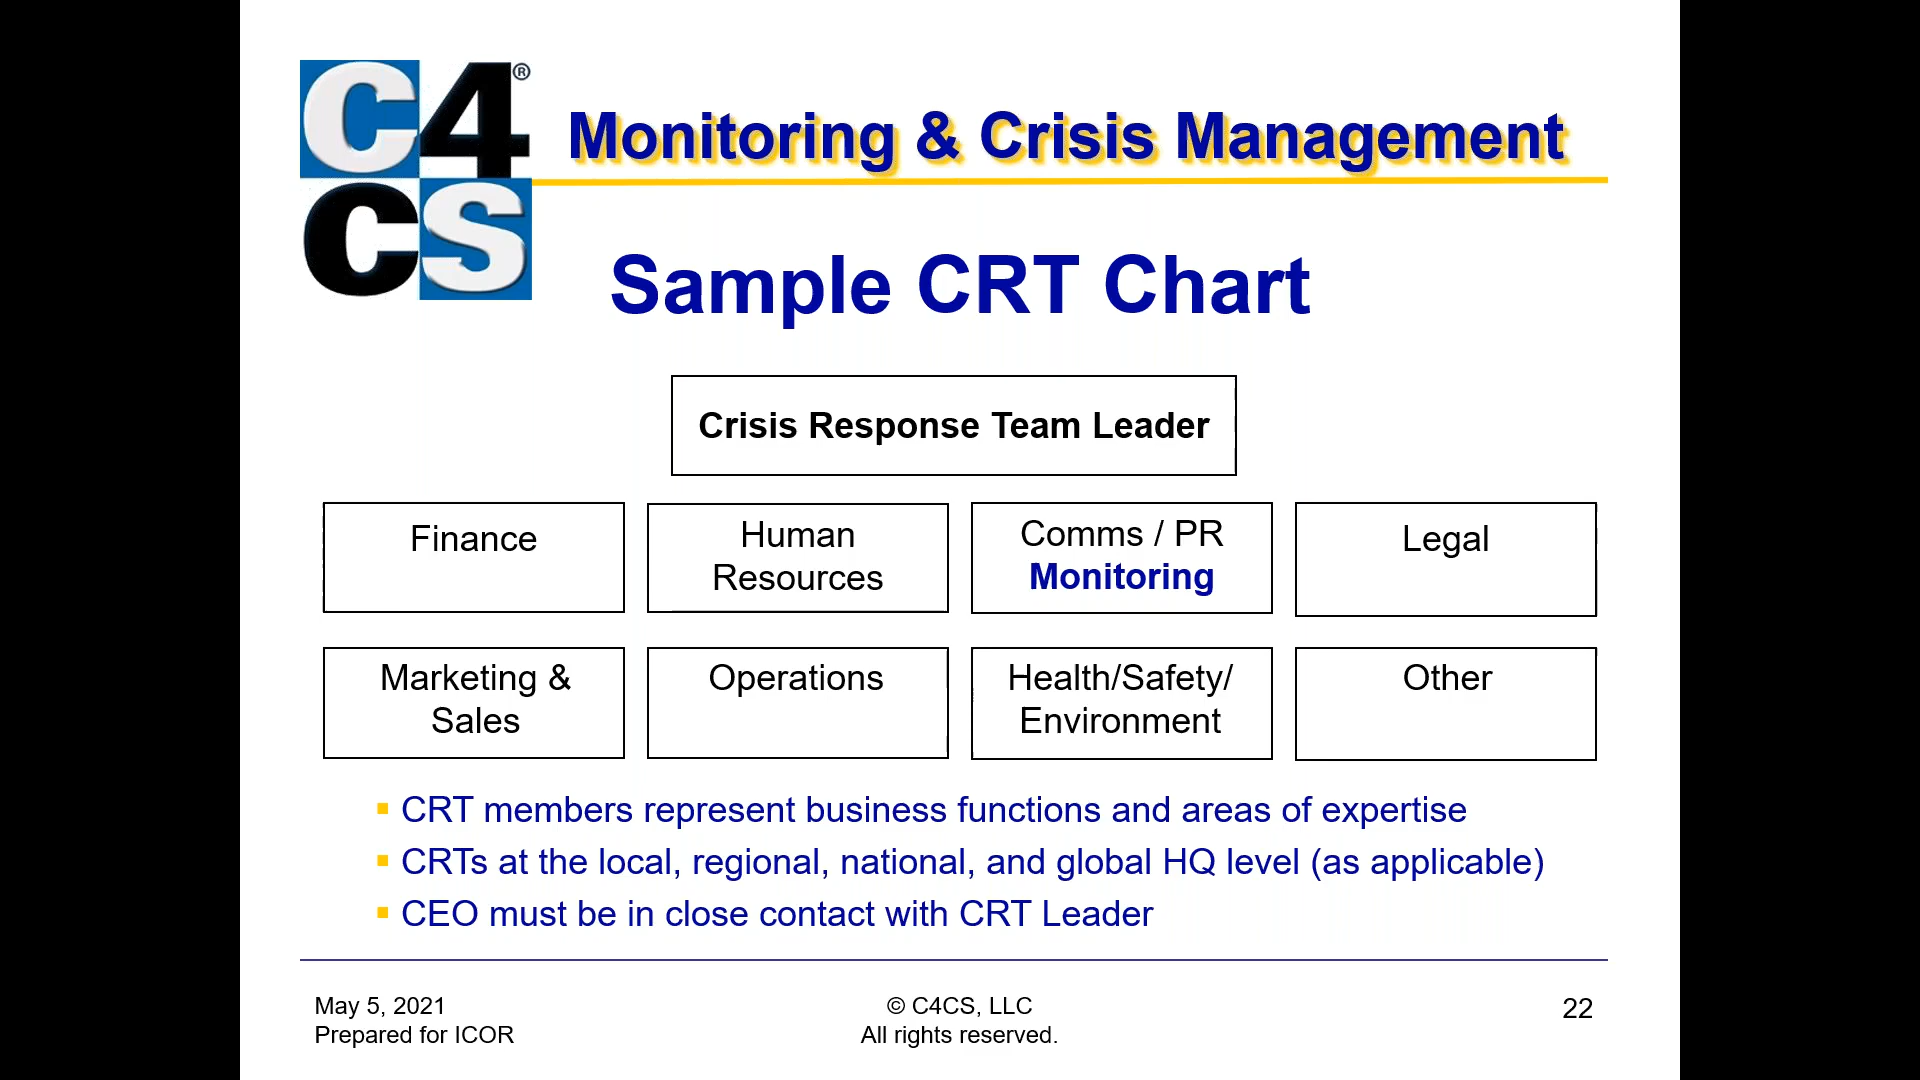 C4®
CS
Monitoring & Crisis Management
Sample CRT Chart
Crisis Response Team Leader
Finance
Human
Resources
Comms / PR
Monitoring
Legal
Marketing &
Sales
Operations
Health/Safety/
Environment
Other
▪ CRT members represent business functions and areas of expertise
▪ CRTs at the local, regional, national, and global HQ level (as applicable)
▪ CEO must be in close contact with CRT Leader
May 5, 2021
Prepared for ICOR
© C4CS, LLC
All rights reserved.
22